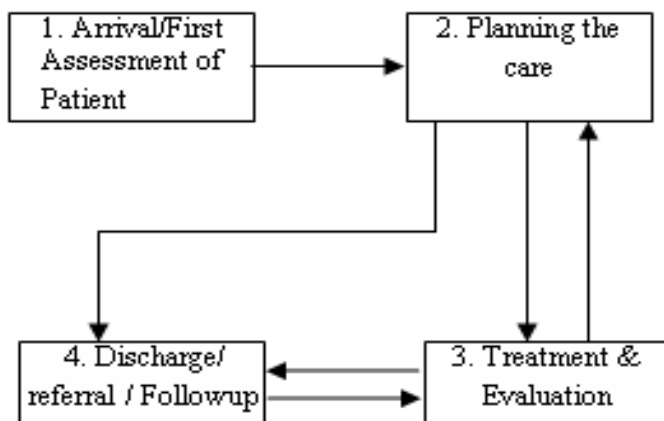 1. Arrival/First
Assessment of
Patient
2. Planning the
care
4. Discharge/
referral / Followup
3. Treatment &
Evaluation